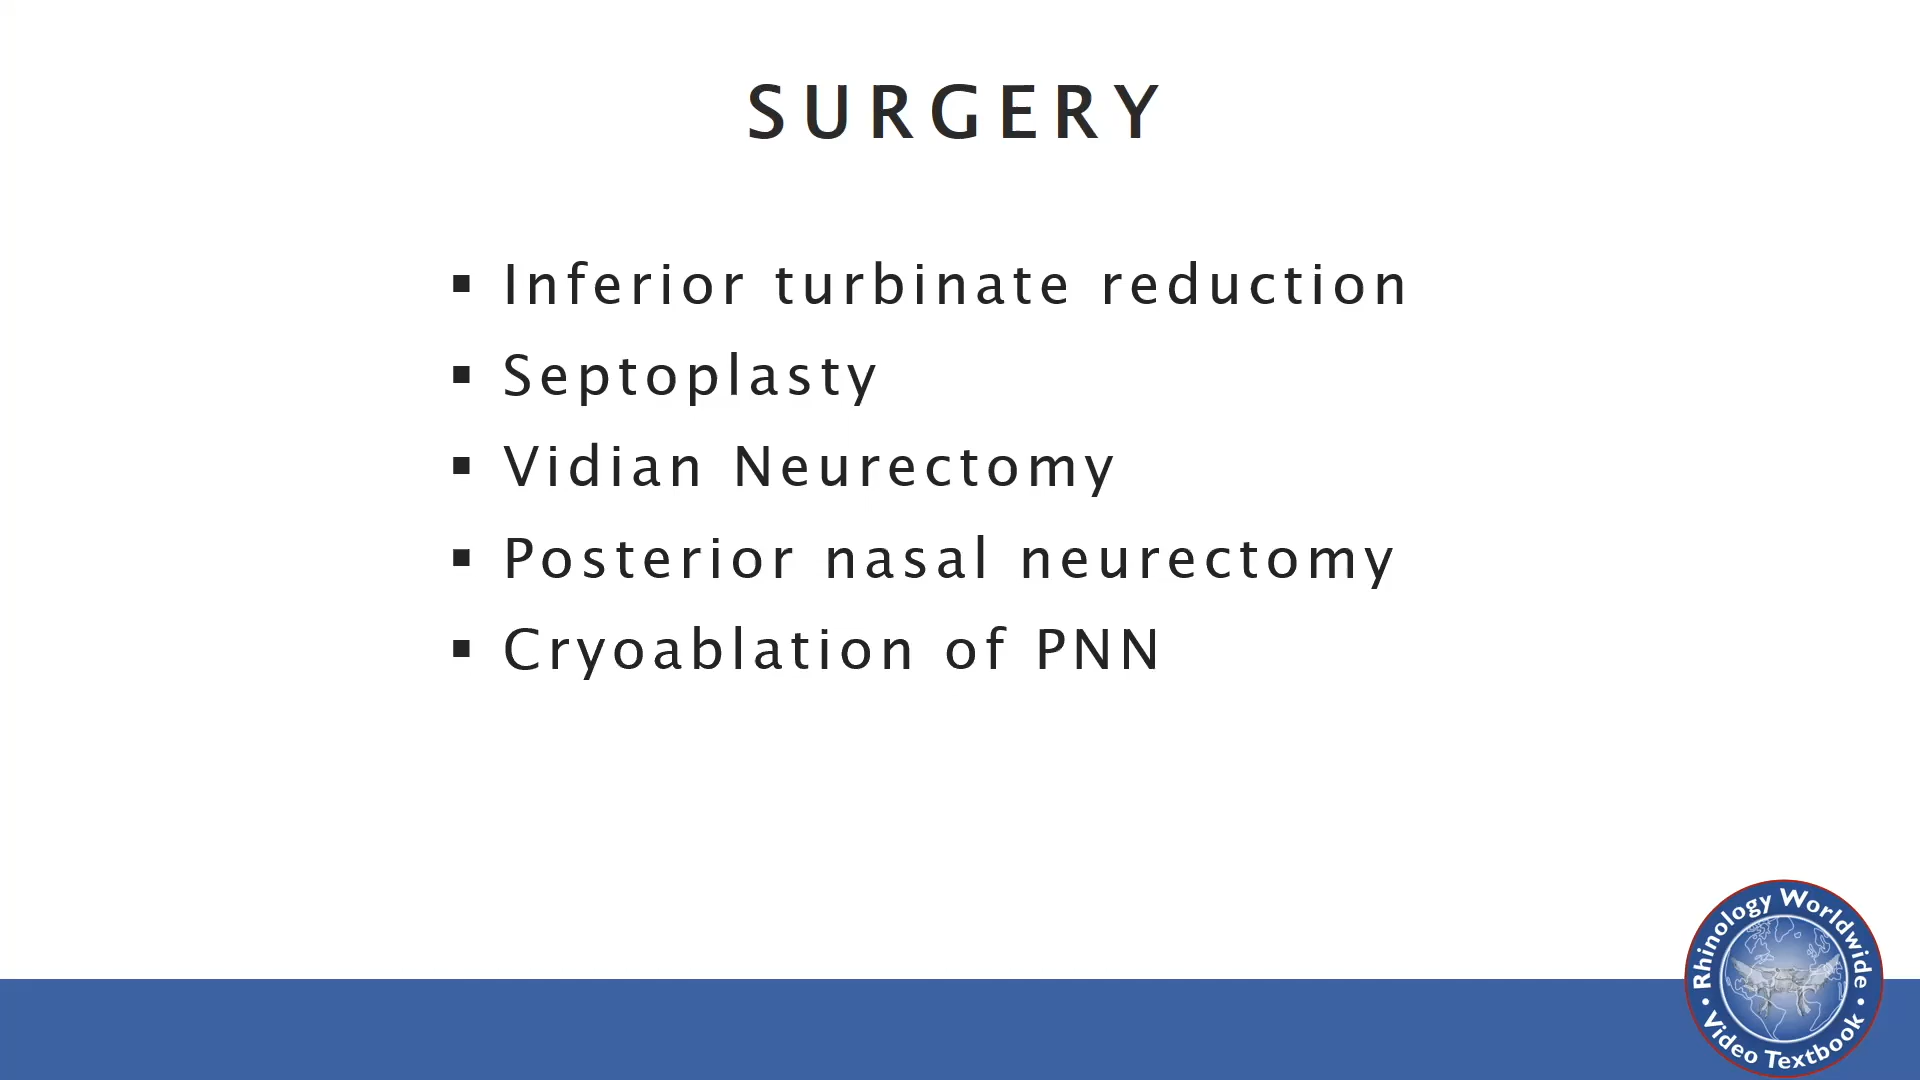 SURGERY
▪ Inferior turbinate reduction
▪ Septoplasty
▪ Vidian Neurectomy
▪ Posterior nasal neurectomy
▪ Cryoablation of PNN
Rhinology Worldwide
• Video Textbook •